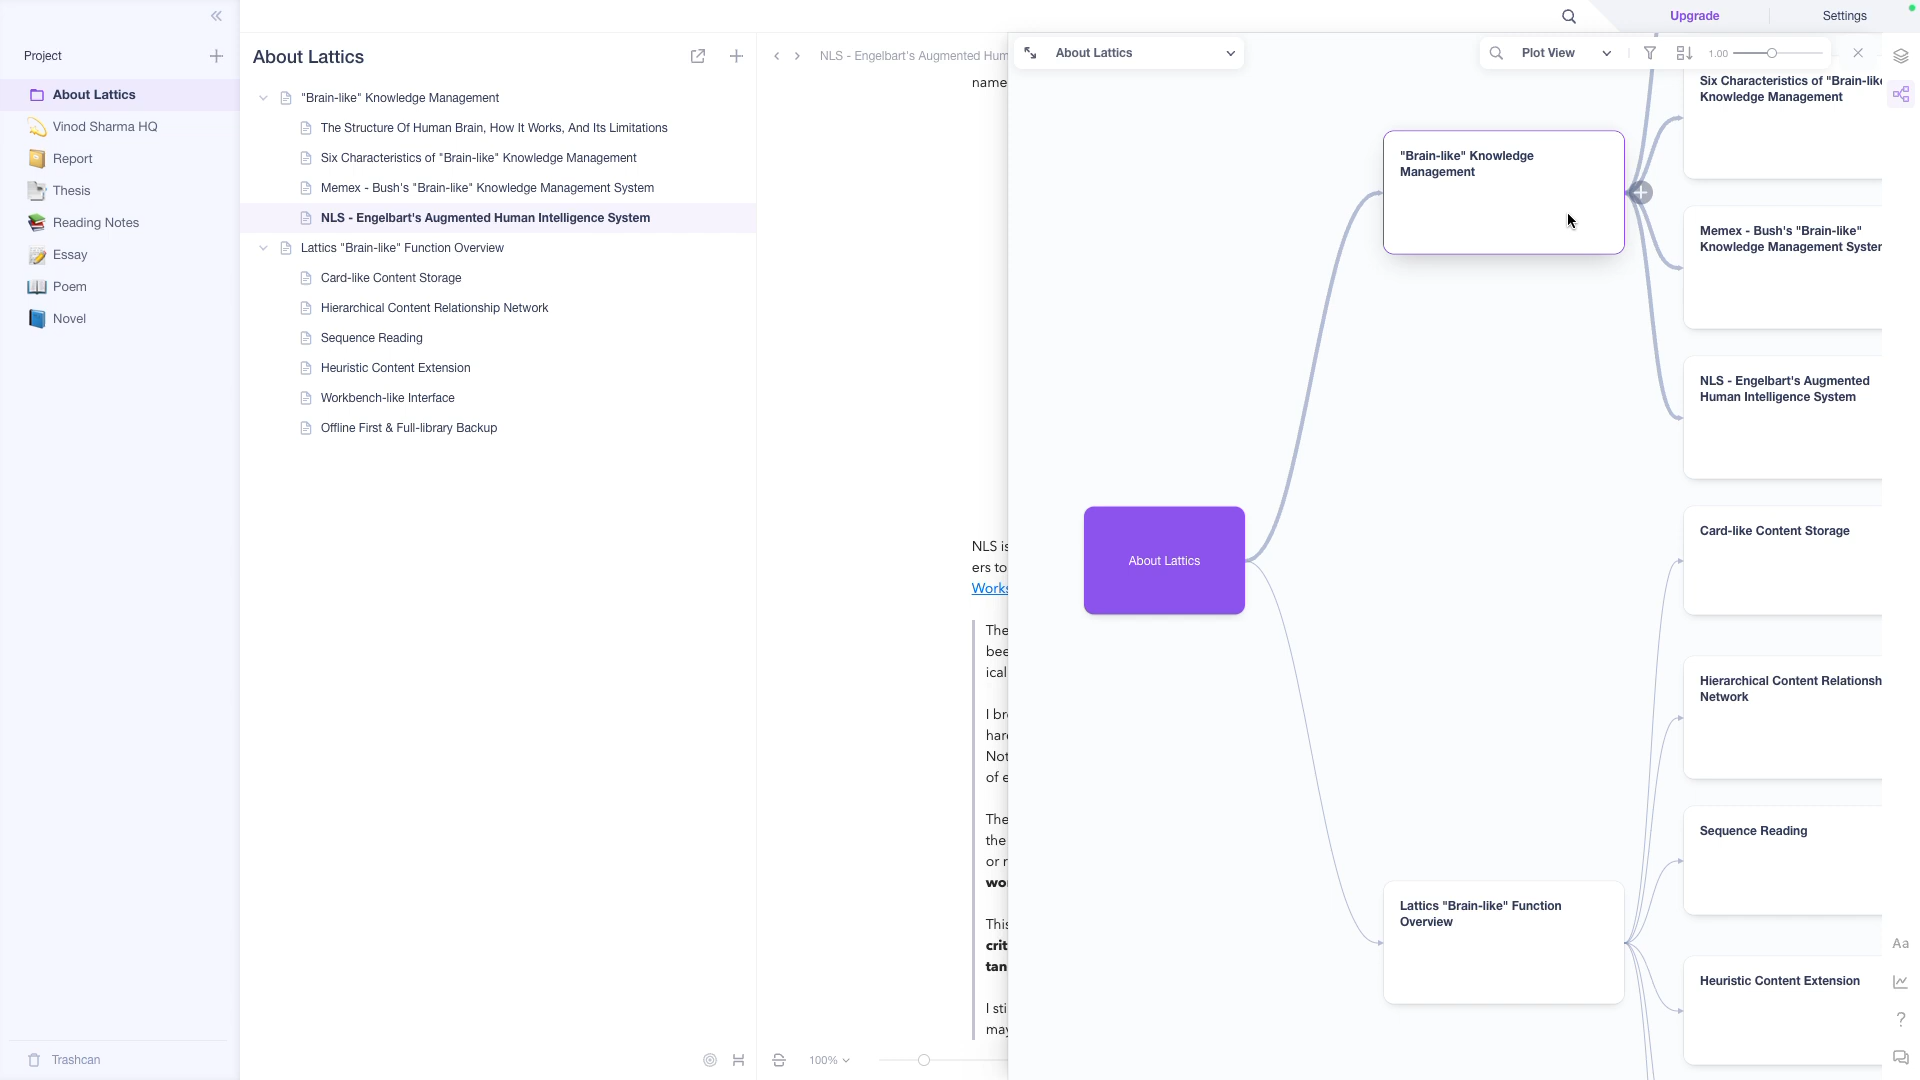 Upgrade
Settings
Project
About Lattics
Vinod Sharma HQ
Report
Thesis
Reading Notes
Essay
Poem
Novel
Trashcan
About Lattics
"Brain-like" Knowledge Management
The Structure Of Human Brain, How It Works, And Its Limitations
Six Characteristics of "Brain-like" Knowledge Management
Memex - Bush's "Brain-like" Knowledge Management System
NLS - Engelbart's Augmented Human Intelligence System
Lattics "Brain-like" Function Overview
Card-like Content Storage
Hierarchical Content Relationship Network
Sequence Reading
Heuristic Content Extension
Workbench-like Interface
Offline First & Full-library Backup
NLS - Engelbart's Augmented Hum
name
NLS is
ers to
Works
The
bee
ical
I br
har
Not
of e
The
the
or r
wo
This
crit
tan
I sti
may
100%
About Lattics
Plot View
1.00
"Brain-like" Knowledge
Management
About Lattics
Lattics "Brain-like" Function
Overview
Six Characteristics of "Brain-like
Knowledge Management
Memex - Bush's "Brain-like"
Knowledge Management System
NLS - Engelbart's Augmented
Human Intelligence System
Card-like Content Storage
Hierarchical Content Relationsh
Network
Sequence Reading
Heuristic Content Extension
Aa
?